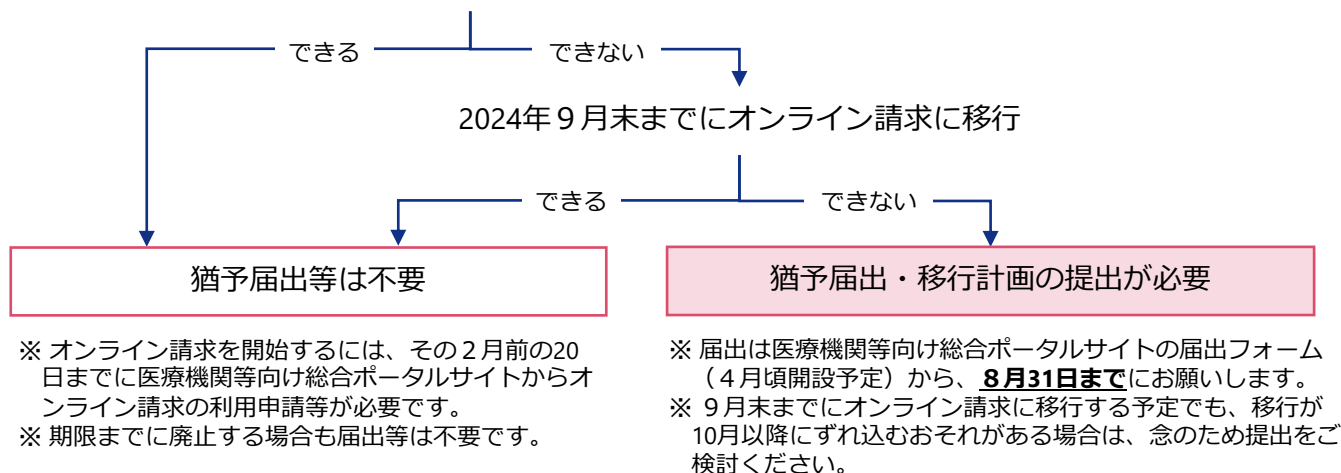 できる できない
2024年９月末までにオンライン請求に移行
できる できない
猶予届出等は不要 猶予届出・移行計画の提出が必要
※ オンライン請求を開始するには、その２月前の20
日までに医療機関等向け総合ポータルサイトからオ
ンライン請求の利用申請等が必要です。
※ 期限までに廃止する場合も届出等は不要です。
※ 届出は医療機関等向け総合ポータルサイトの届出フォーム
（４月頃開設予定）から、８月31日までにお願いします。
※ ９月末までにオンライン請求に移行する予定でも、移行が
10月以降にずれ込むおそれがある場合は、念のため提出をご
検討ください。